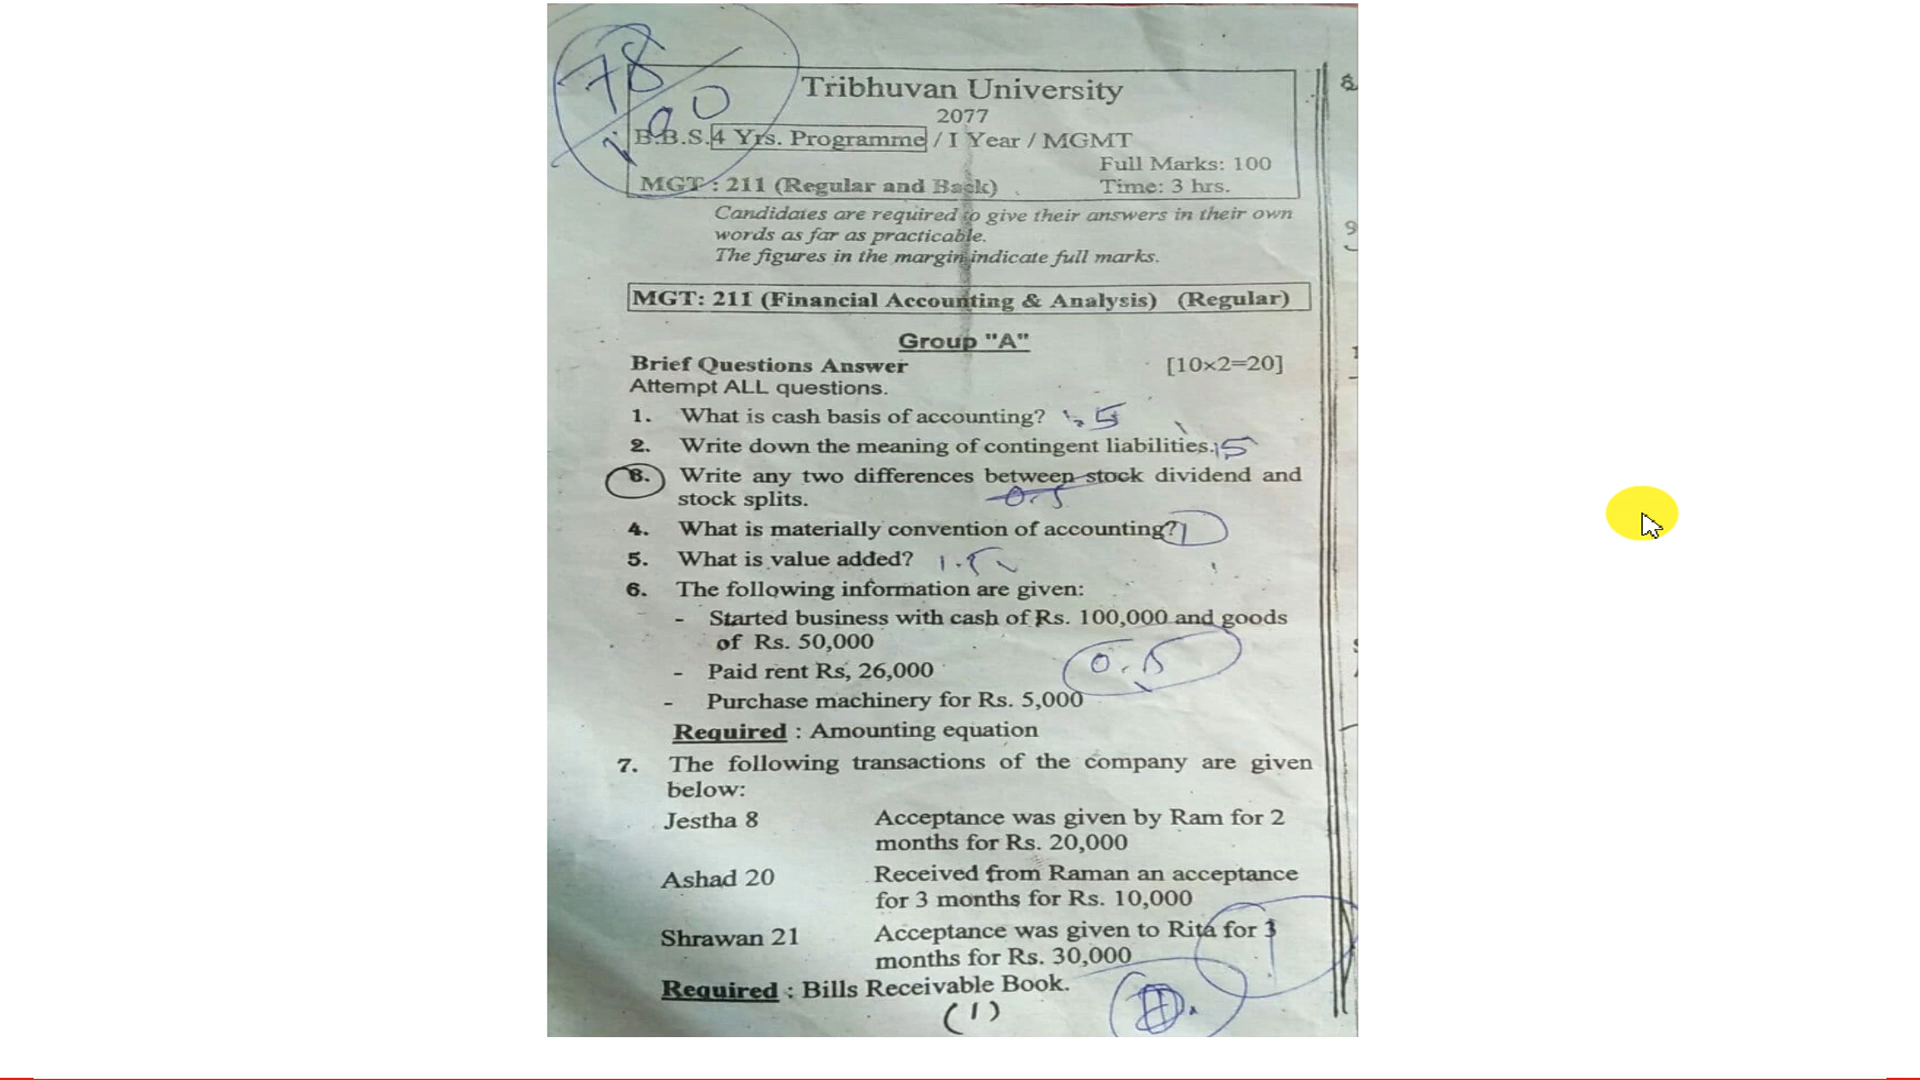 78/100
Tribhuvan University
2077
B.B.S. 4 Yrs. Programme / I Year / MGMT
Full Marks: 100
MGT : 211 (Regular and Back) Time: 3 hrs.
Candidates are required to give their answers in their own
words as far as practicable.
The figures in the margin indicate full marks.
MGT: 211 (Financial Accounting & Analysis) (Regular)
Group "A"
Brief Questions Answer [10×2=20]
Attempt ALL questions.
1. What is cash basis of accounting? 1.5
2. Write down the meaning of contingent liabilities. 15
3. Write any two differences between stock dividend and
stock splits. 0.5
4. What is materially convention of accounting? 1
5. What is value added? 1.5
6. The following information are given:
- Started business with cash of Rs. 100,000 and goods
of Rs. 50,000
0.5
- Paid rent Rs, 26,000
- Purchase machinery for Rs. 5,000
Required : Amounting equation
7. The following transactions of the company are given
below:
Jestha 8 Acceptance was given by Ram for 2
months for Rs. 20,000
Ashad 20 Received from Raman an acceptance
for 3 months for Rs. 10,000
Shrawan 21 Acceptance was given to Rita for 3
months for Rs. 30,000
1
Required : Bills Receivable Book.
(1)